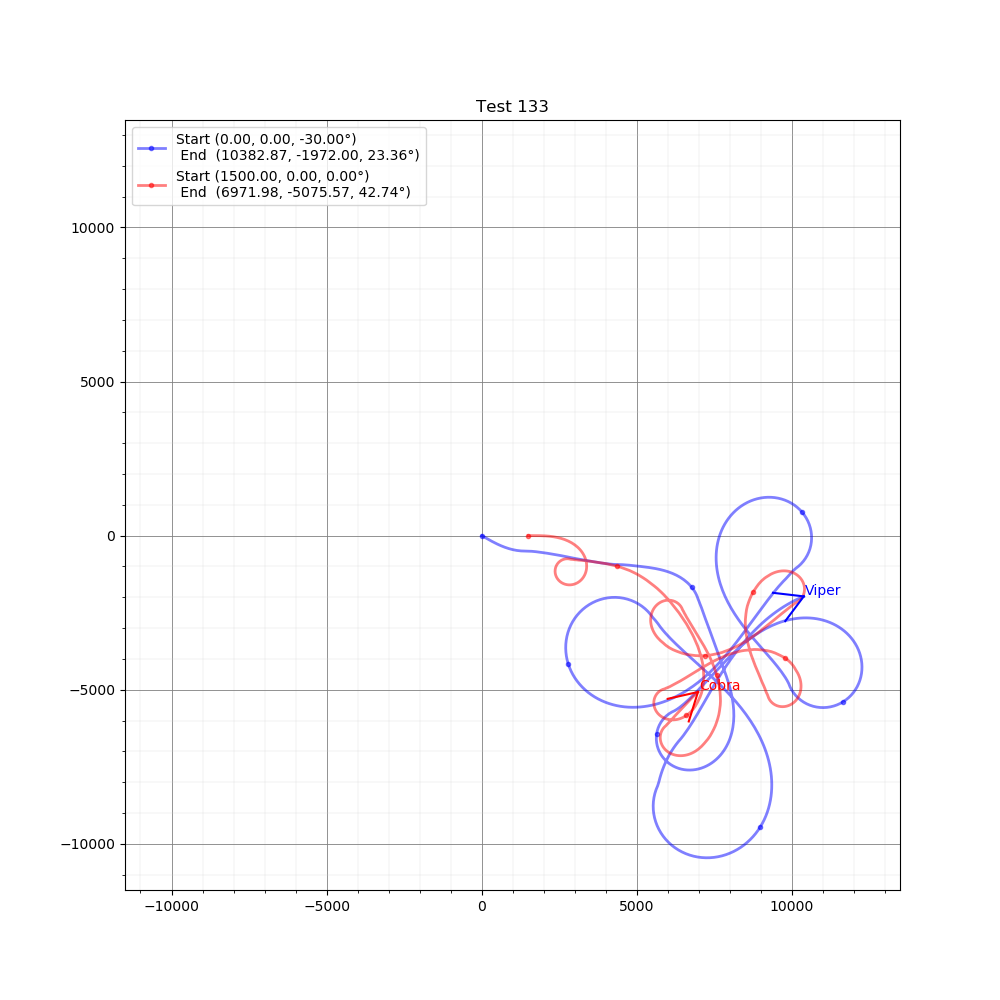 Test 133
Start (0.00, 0.00, -30.00°)
End  (10382.87, -1972.00, 23.36°)
Start (1500.00, 0.00, 0.00°)
End  (6971.98, -5075.57, 42.74°)
10000
5000
0
−5000
−10000
Viper
Cobra
−10000
−5000
0
5000
10000